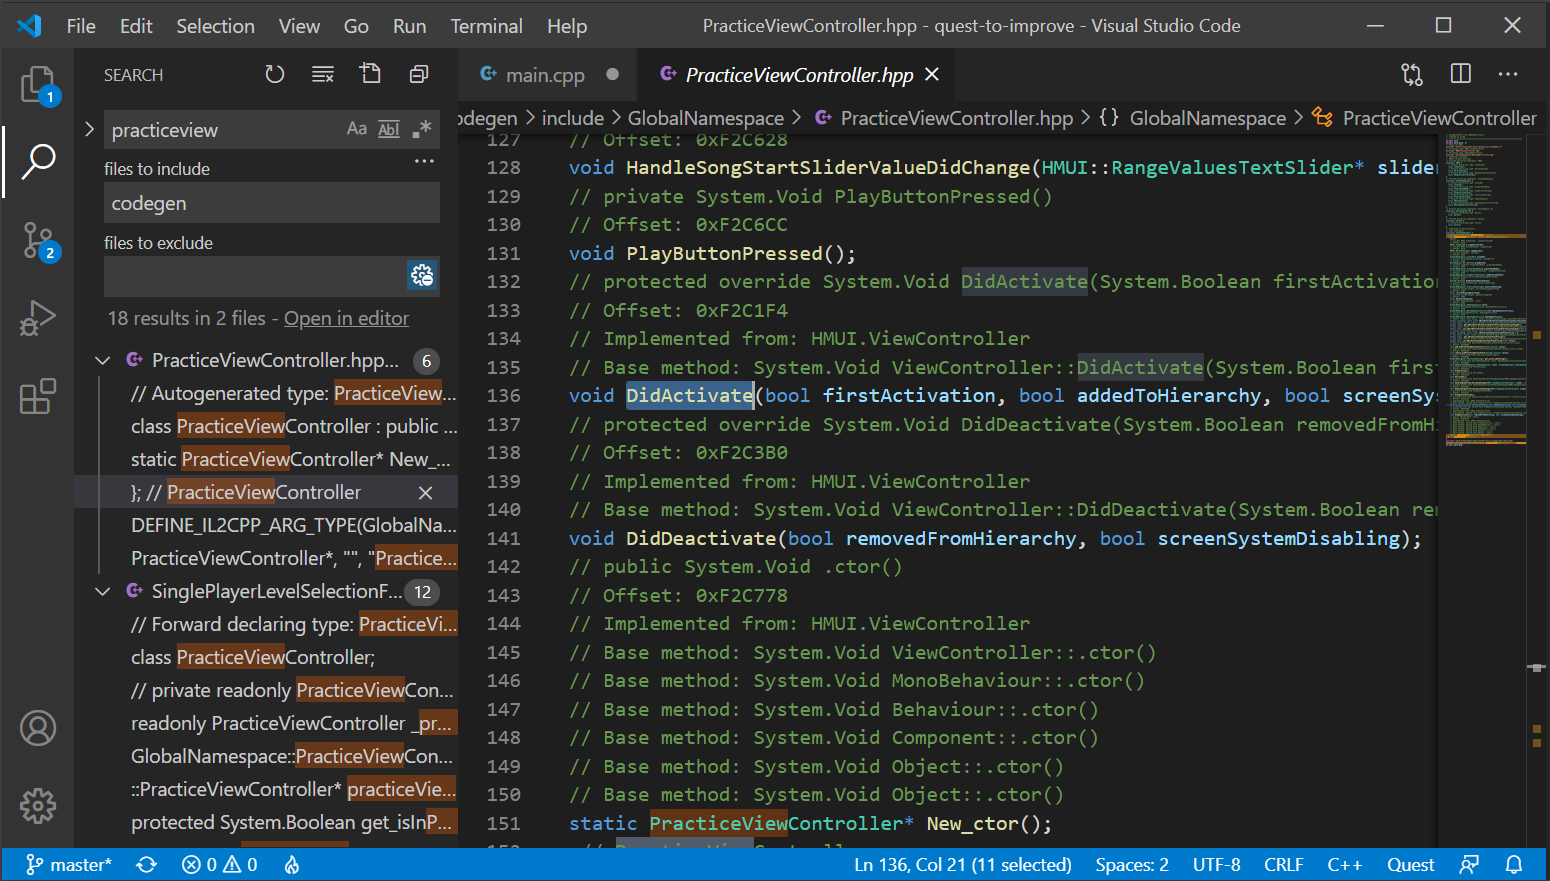 File Edit Selection View Go Run Terminal Help PracticeViewController.hpp - quest-to-improve - Visual Studio Code
SEARCH
practiceview Aa Abl .*
files to include ...
codegen
files to exclude
18 results in 2 files - Open in editor
PracticeViewController.hpp... 6
// Autogenerated type: PracticeView...
class PracticeViewController : public ...
static PracticeViewController* New_...
}; // PracticeViewController
DEFINE_IL2CPP_ARG_TYPE(GlobalNa...
PracticeViewController*, "", "Practice...
SinglePlayerLevelSelectionF... 12
// Forward declaring type: PracticeVi...
class PracticeViewController;
// private readonly PracticeViewCon...
readonly PracticeViewController _pr...
GlobalNamespace::PracticeViewCon...
::PracticeViewController* practiceVie...
protected System.Boolean get_isInP...
1
2
main.cpp PracticeViewController.hpp
odegen > include > GlobalNamespace > PracticeViewController.hpp > {} GlobalNamespace > PracticeViewController
127 // Offset: 0xF2C628
128 void HandleSongStartSliderValueDidChange(HMUI::RangeValuesTextSlider* slider
129 // private System.Void PlayButtonPressed()
130 // Offset: 0xF2C6CC
131 void PlayButtonPressed();
132 // protected override System.Void DidActivate(System.Boolean firstActivation
133 // Offset: 0xF2C1F4
134 // Implemented from: HMUI.ViewController
135 // Base method: System.Void ViewController::DidActivate(System.Boolean firs
136 void DidActivate(bool firstActivation, bool addedToHierarchy, bool screenSys
137 // protected override System.Void DidDeactivate(System.Boolean removedFromHi
138 // Offset: 0xF2C3B0
139 // Implemented from: HMUI.ViewController
140 // Base method: System.Void ViewController::DidDeactivate(System.Boolean rem
141 void DidDeactivate(bool removedFromHierarchy, bool screenSystemDisabling);
142 // public System.Void .ctor()
143 // Offset: 0xF2C778
144 // Implemented from: HMUI.ViewController
145 // Base method: System.Void ViewController::.ctor()
146 // Base method: System.Void MonoBehaviour::.ctor()
147 // Base method: System.Void Behaviour::.ctor()
148 // Base method: System.Void Component::.ctor()
149 // Base method: System.Void Object::.ctor()
150 // Base method: System.Void Object::.ctor()
151 static PracticeViewController* New_ctor();
master* 0 0 Ln 136, Col 21 (11 selected) Spaces: 2 UTF-8 CRLF C++ Quest